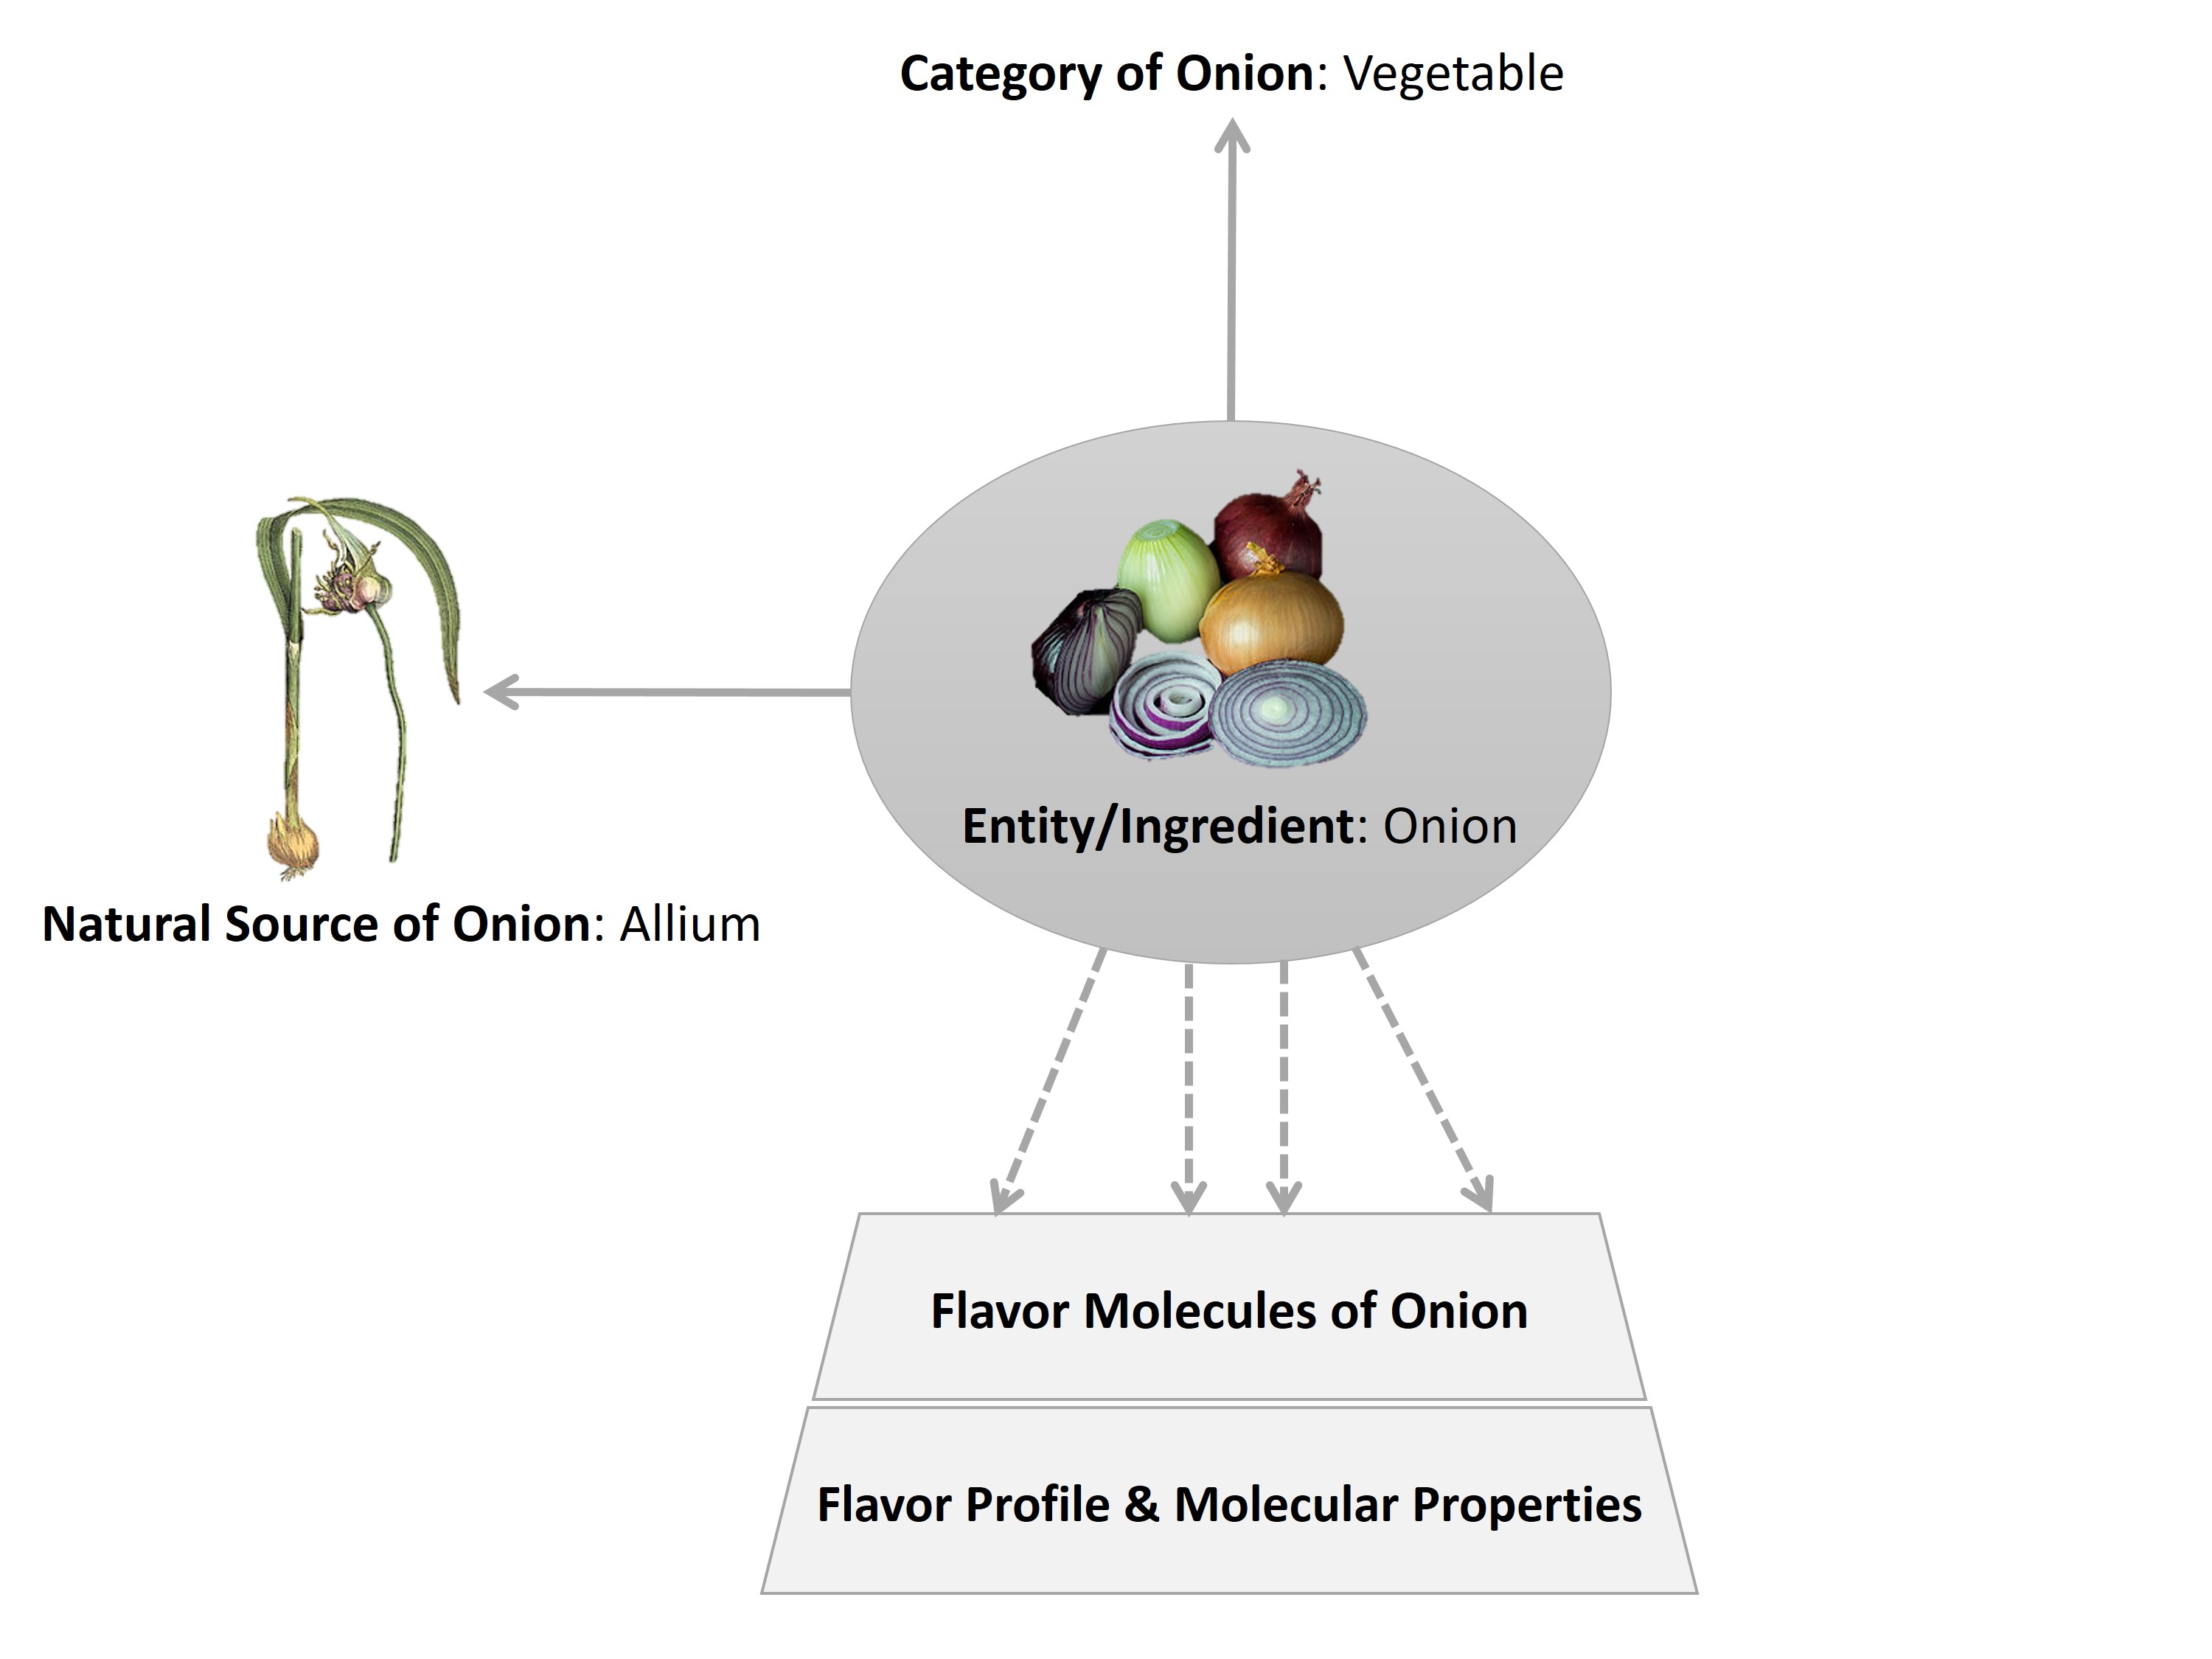 Category of Onion: Vegetable
Entity/Ingredient: Onion
Natural Source of Onion: Allium
Flavor Molecules of Onion
Flavor Profile & Molecular Properties